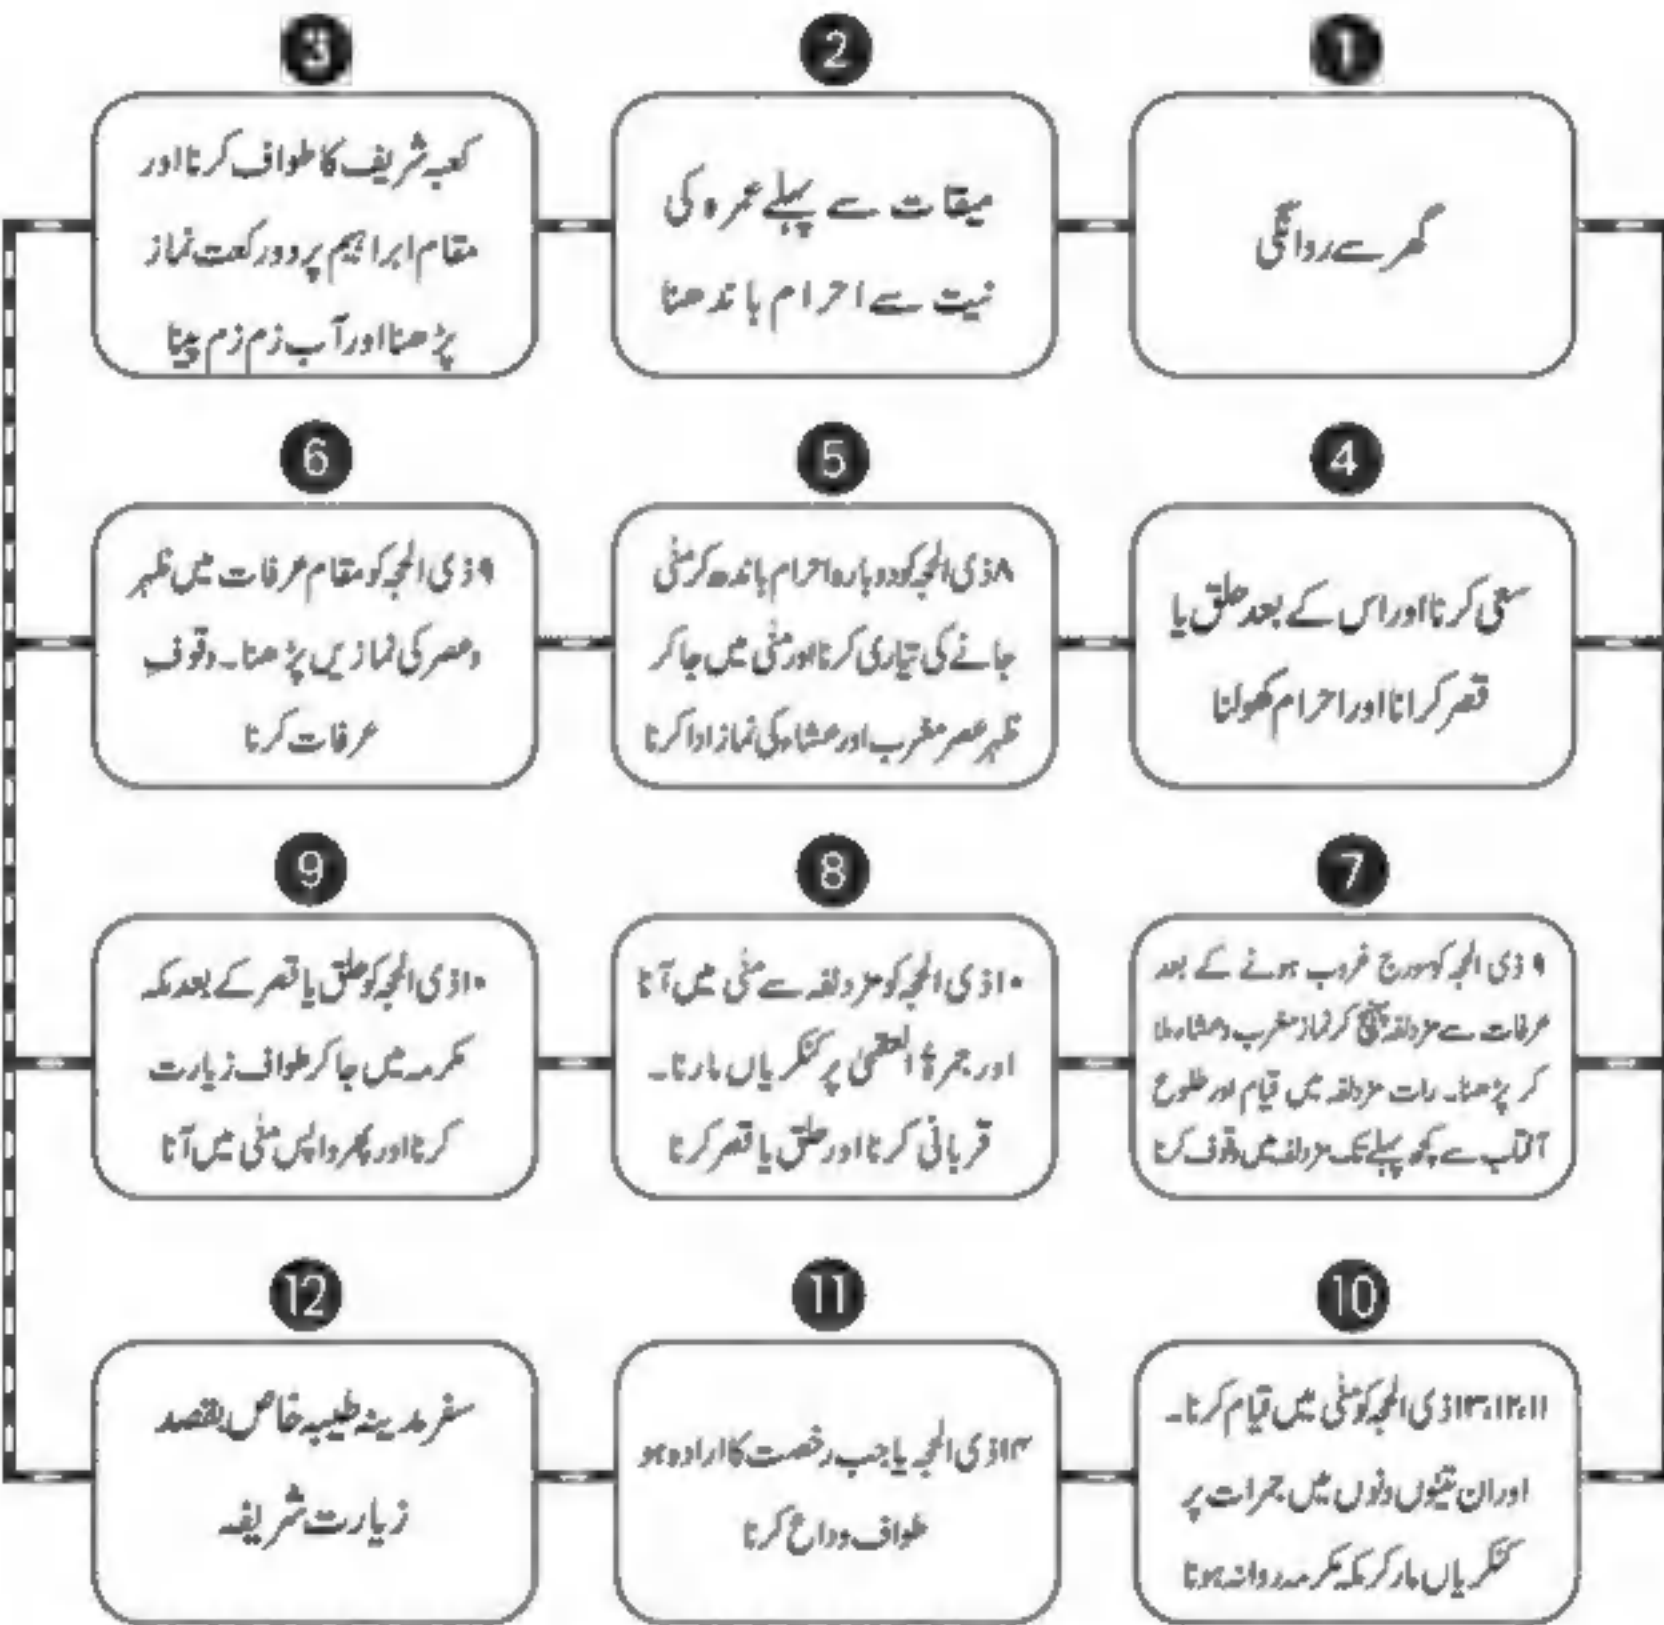 1
گھر سے روانگی
2
میقات سے پہلے عمرہ کی
نیت سے احرام باندھنا
3
کعبہ شریف کا طواف کرنا اور
مقام ابراہیم پر دو رکعت نماز
پڑھنا اور آب زم زم پینا
4
سعی کرنا اور اس کے بعد حلق یا
قصر کرانا اور احرام کھولنا
5
۸ ذی الحجہ کو دوبارہ احرام باندھ کر منٰی
جانے کی تیاری کرنا اور منٰی میں جا کر
ظہر عصر مغرب اور عشاء کی نماز ادا کرنا
6
۹ ذی الحجہ کو مقام عرفات میں ظہر
وعصر کی نمازیں پڑھنا۔ وقوفِ
عرفات کرنا
7
۹ ذی الحجہ کو سورج غروب ہونے کے بعد
عرفات سے مزدلفہ پہنچ کر نماز مغرب وعشاء ملا
کر پڑھنا۔ رات مزدلفہ میں قیام اور طلوع
آفتاب سے کچھ پہلے تک مزدلفہ میں وقوف کرنا
8
۱۰ ذی الحجہ کو مزدلفہ سے منٰی میں آنا
اور جمرۃ العقبیٰ پر کنکریاں مارنا۔
قربانی کرنا اور حلق یا قصر کرنا
9
۱۰ ذی الحجہ کو حلق یا قصر کے بعد مکہ
مکرمہ میں جا کر طواف زیارت
کرنا اور پھر واپس منٰی میں آنا
10
۱۱،۱۲،۱۳ ذی الحجہ کو منٰی میں قیام کرنا۔
اور ان تینوں دنوں میں جمرات پر
کنکریاں مار کر مکہ مکرمہ روانہ ہونا
11
۱۴ ذی الحجہ یا جب رخصت کا ارادہ ہو
طواف وداع کرنا
12
سفر مدینہ طیبہ خاص بقصد
زیارت شریفہ